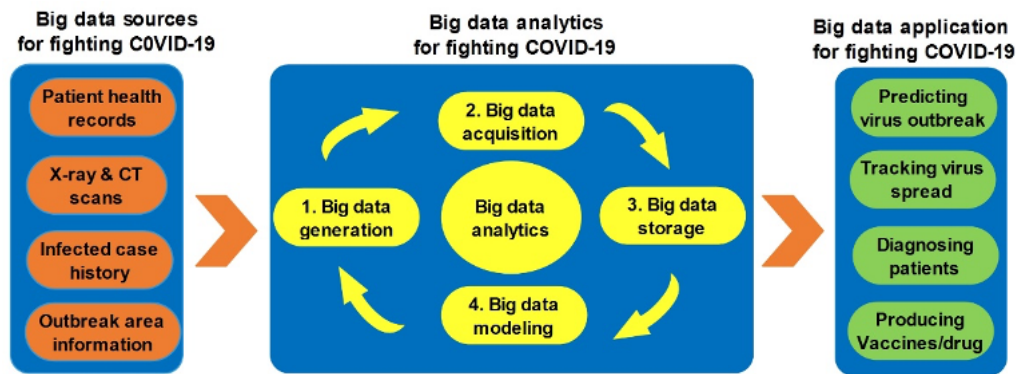 Big data sources
for fighting C0VID-19
Patient health
records
X-ray & CT
scans
Infected case
history
Outbreak area
information
Big data analytics
for fighting COVID-19
1. Big data
generation
2. Big data
acquisition
3. Big data
storage
4. Big data
modeling
Big data
analytics
Big data application
for fighting COVID-19
Predicting
virus outbreak
Tracking virus
spread
Diagnosing
patients
Producing
Vaccines/drug